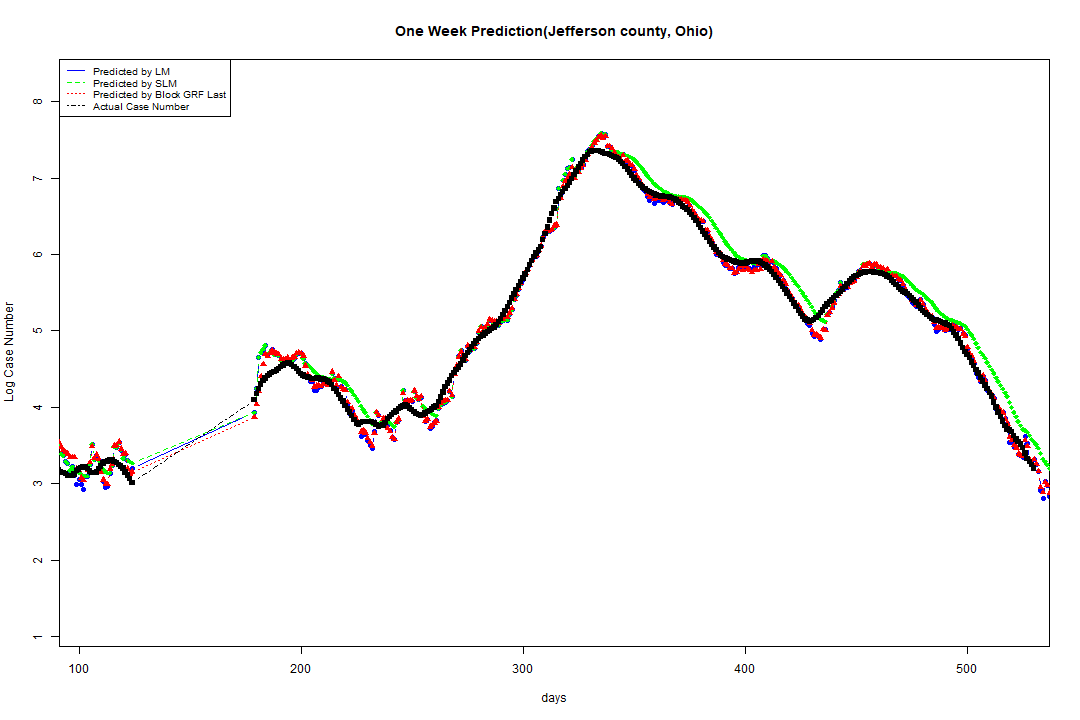 One Week Prediction(Jefferson county, Ohio)
Predicted by LM
Predicted by SLM
Predicted by Block GRF Last
Actual Case Number
8
7
6
5
4
3
2
1
Log Case Number
100 200 300 400 500
days